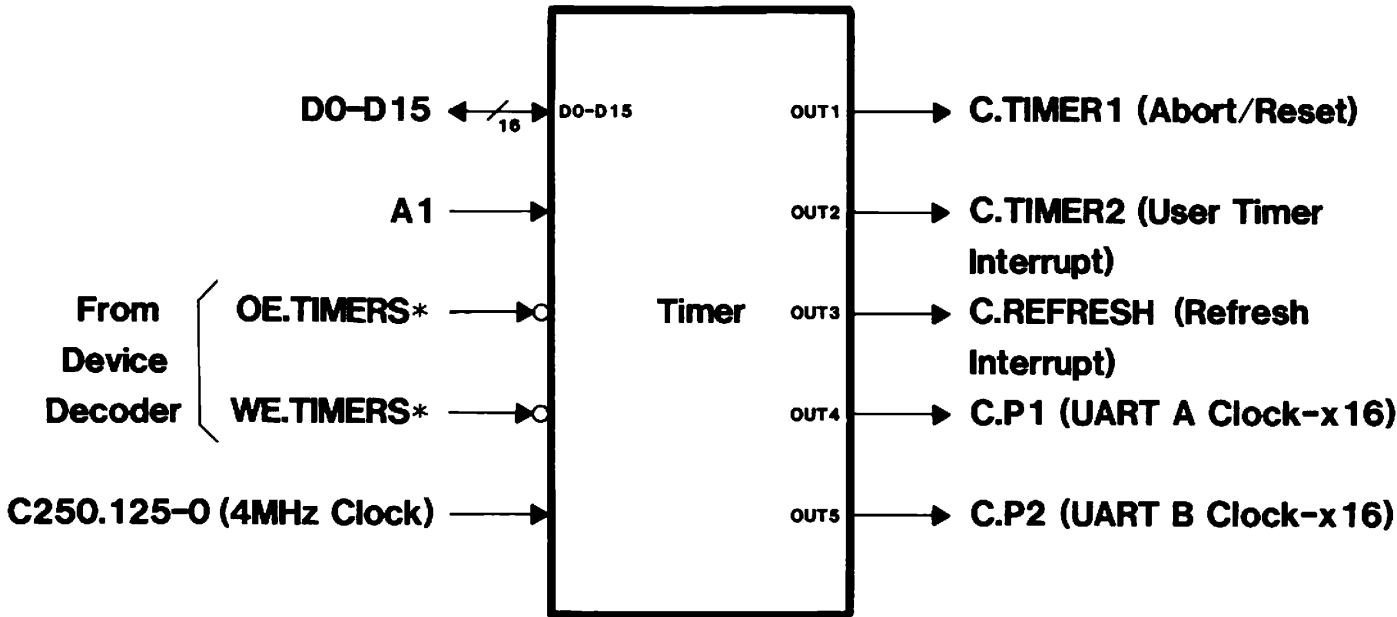 D0-D15
16
D0-D15
A1
From
Device
Decoder
OE.TIMERS*
WE.TIMERS*
C250.125-0 (4MHz Clock)
Timer
OUT1
C.TIMER1 (Abort/Reset)
OUT2
C.TIMER2 (User Timer
Interrupt)
OUT3
C.REFRESH (Refresh
Interrupt)
OUT4
C.P1 (UART A Clock-x16)
OUT5
C.P2 (UART B Clock-x16)